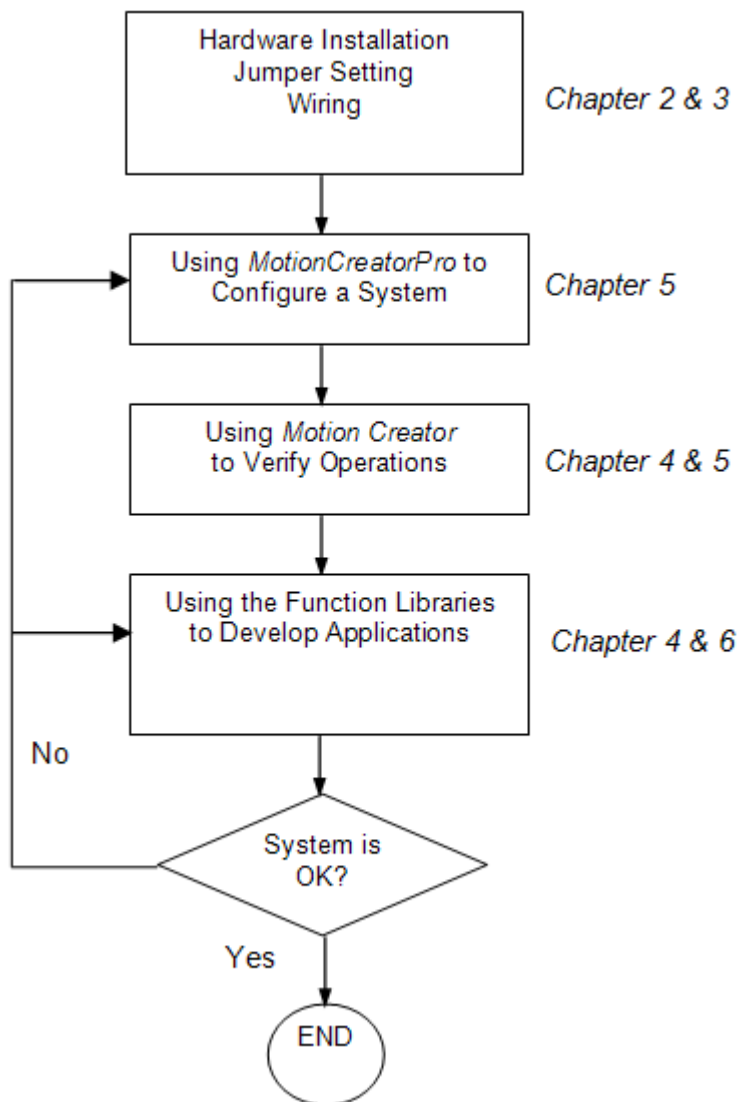 Hardware Installation
Jumper Setting
Wiring
Chapter 2 & 3
Using MotionCreatorPro to
Configure a System
Chapter 5
Using Motion Creator
to Verify Operations
Chapter 4 & 5
Using the Function Libraries
to Develop Applications
Chapter 4 & 6
No
System is
OK?
Yes
END